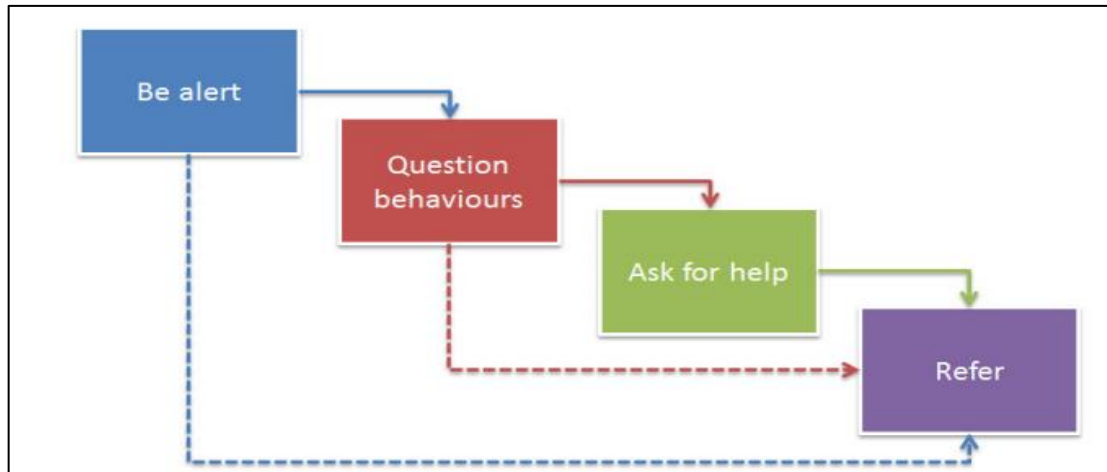 Be alert
Question
behaviours
Ask for help
Refer